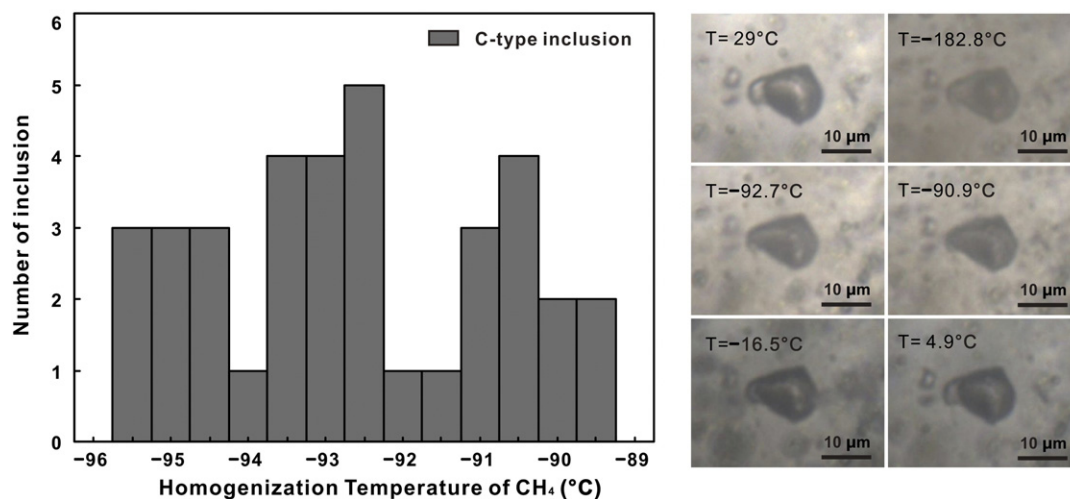 Number of inclusion
6
5
4
3
2
1
0
C-type inclusion
−96 −95 −94 −93 −92 −91 −90 −89
Homogenization Temperature of CH₄ (°C)
T= 29°C
10 μm
T=−182.8°C
10 μm
T=−92.7°C
10 μm
T=−90.9°C
10 μm
T=−16.5°C
10 μm
T= 4.9°C
10 μm